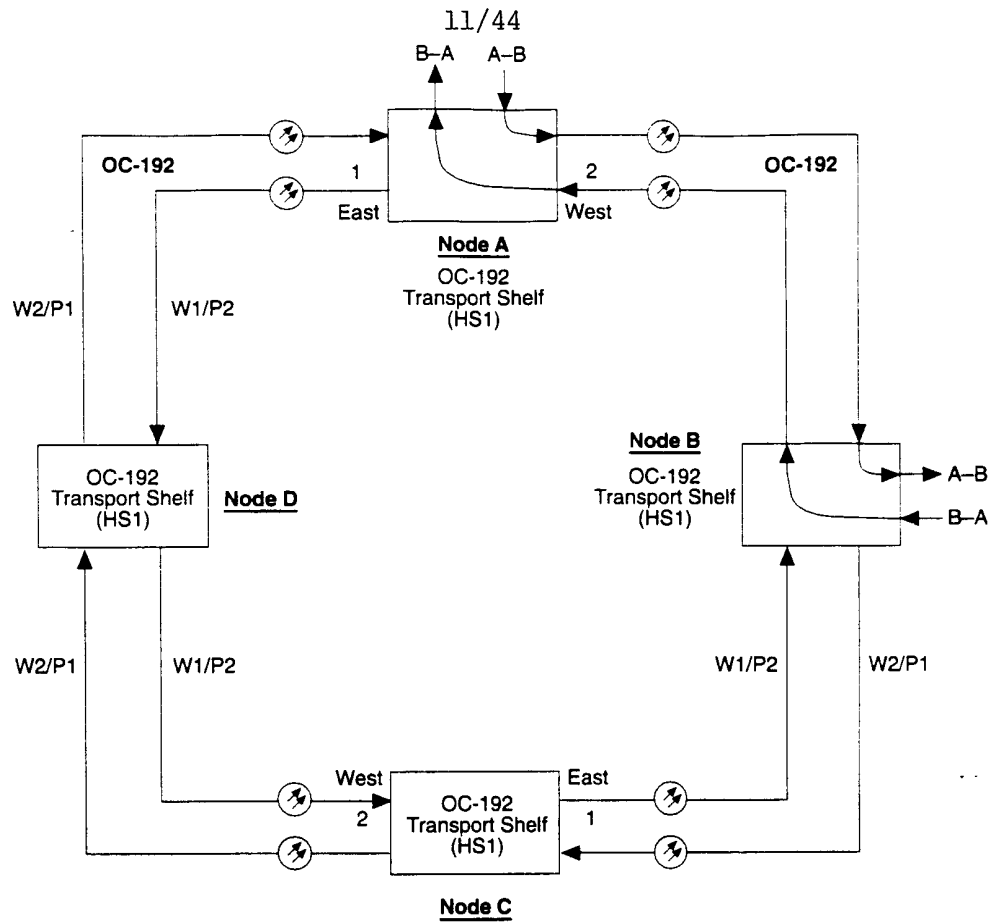 11/44
B–A A–B
OC-192
1
East
2
West
OC-192
Node A
OC-192
Transport Shelf
(HS1)
W2/P1
W1/P2
OC-192
Transport Shelf
(HS1)
Node D
Node B
OC-192
Transport Shelf
(HS1)
A–B
B–A
W2/P1
W1/P2
W1/P2
W2/P1
West
2
OC-192
Transport Shelf
(HS1)
East
1
Node C